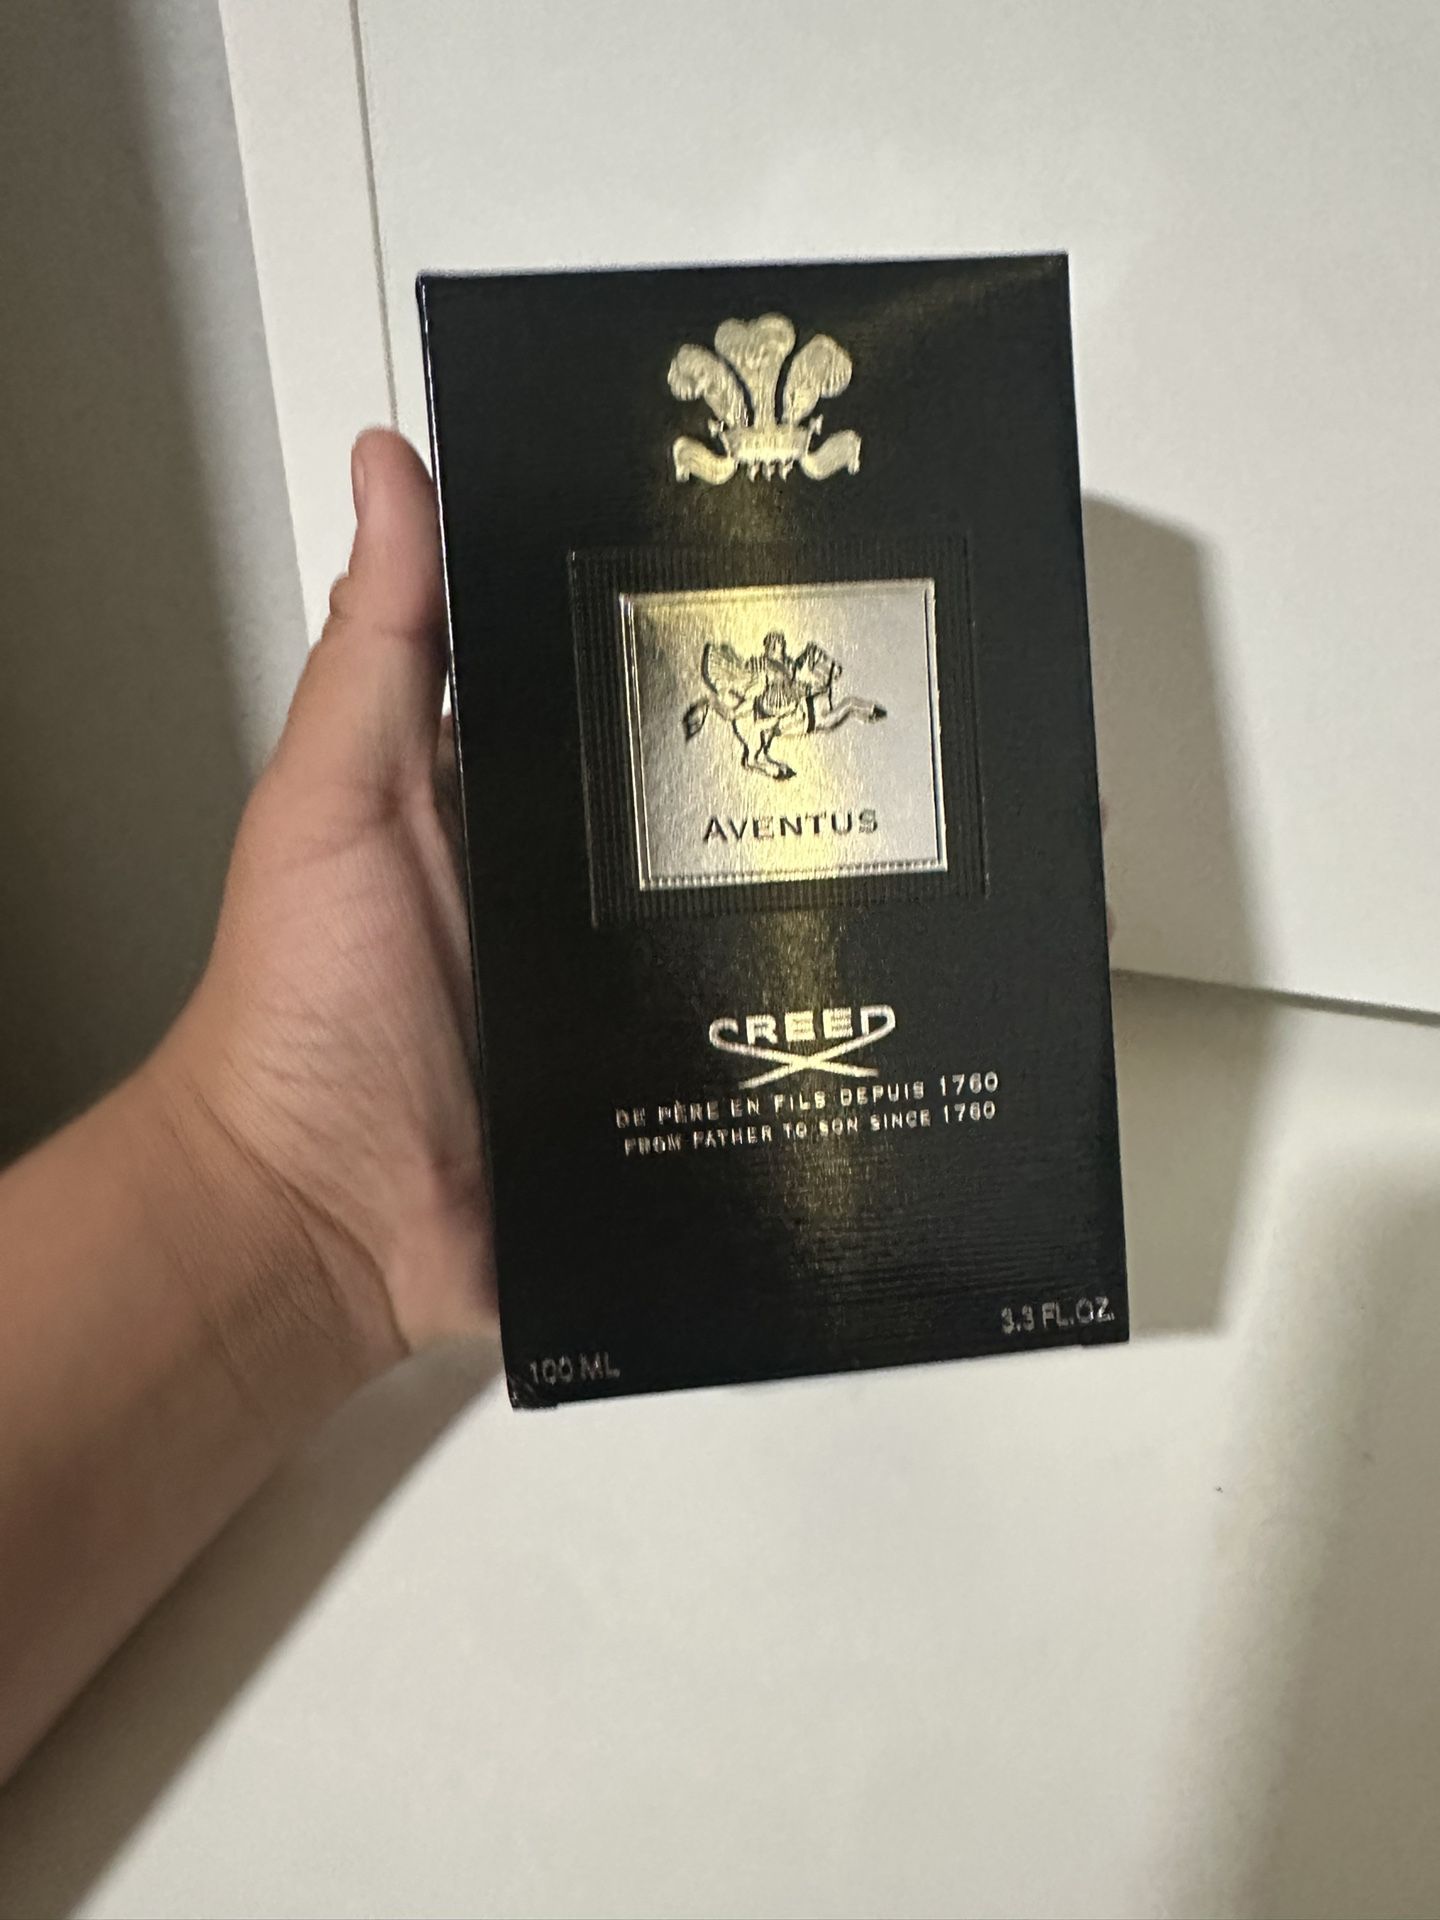 AVENTUS
CREED
DE PÈRE EN FILS DEPUIS 1760
FROM FATHER TO SON SINCE 1760
3.3 FL.OZ.
100 ML